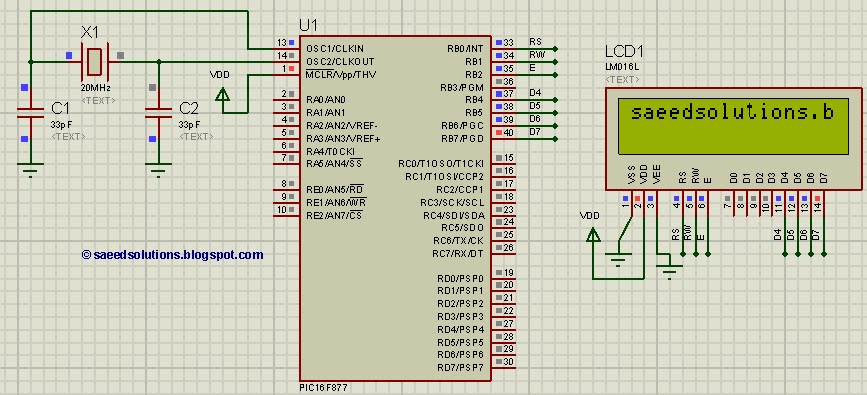 X1
20MHz
<TEXT>
C1
33pF
<TEXT>
C2
33pF
<TEXT>
VDD
© saeedsolutions.blogspot.com
U1
13 OSC1/CLKIN
14 OSC2/CLKOUT
1 MCLR/Vpp/THV
2 RA0/AN0
3 RA1/AN1
4 RA2/AN2/VREF-
5 RA3/AN3/VREF+
6 RA4/T0CKI
7 RA5/AN4/SS
8 RE0/AN5/RD
9 RE1/AN6/WR
10 RE2/AN7/CS
RB0/INT 33 RS
RB1 34 RW
RB2 35 E
RB3/PGM 36
RB4 37 D4
RB5 38 D5
RB6/PGC 39 D6
RB7/PGD 40 D7
RC0/T1OSO/T1CKI 15
RC1/T1OSI/CCP2 16
RC2/CCP1 17
RC3/SCK/SCL 18
RC4/SDI/SDA 23
RC5/SDO 24
RC6/TX/CK 25
RC7/RX/DT 26
RD0/PSP0 19
RD1/PSP1 20
RD2/PSP2 21
RD3/PSP3 22
RD4/PSP4 27
RD5/PSP5 28
RD6/PSP6 29
RD7/PSP7 30
PIC16F877
LCD1
LM016L
<TEXT>
saeedsolutions.b
VSS VDD VEE RS RW E D0 D1 D2 D3 D4 D5 D6 D7
1 2 3 4 5 6 7 8 9 10 11 12 13 14
VDD
RS RW E D4 D5 D6 D7